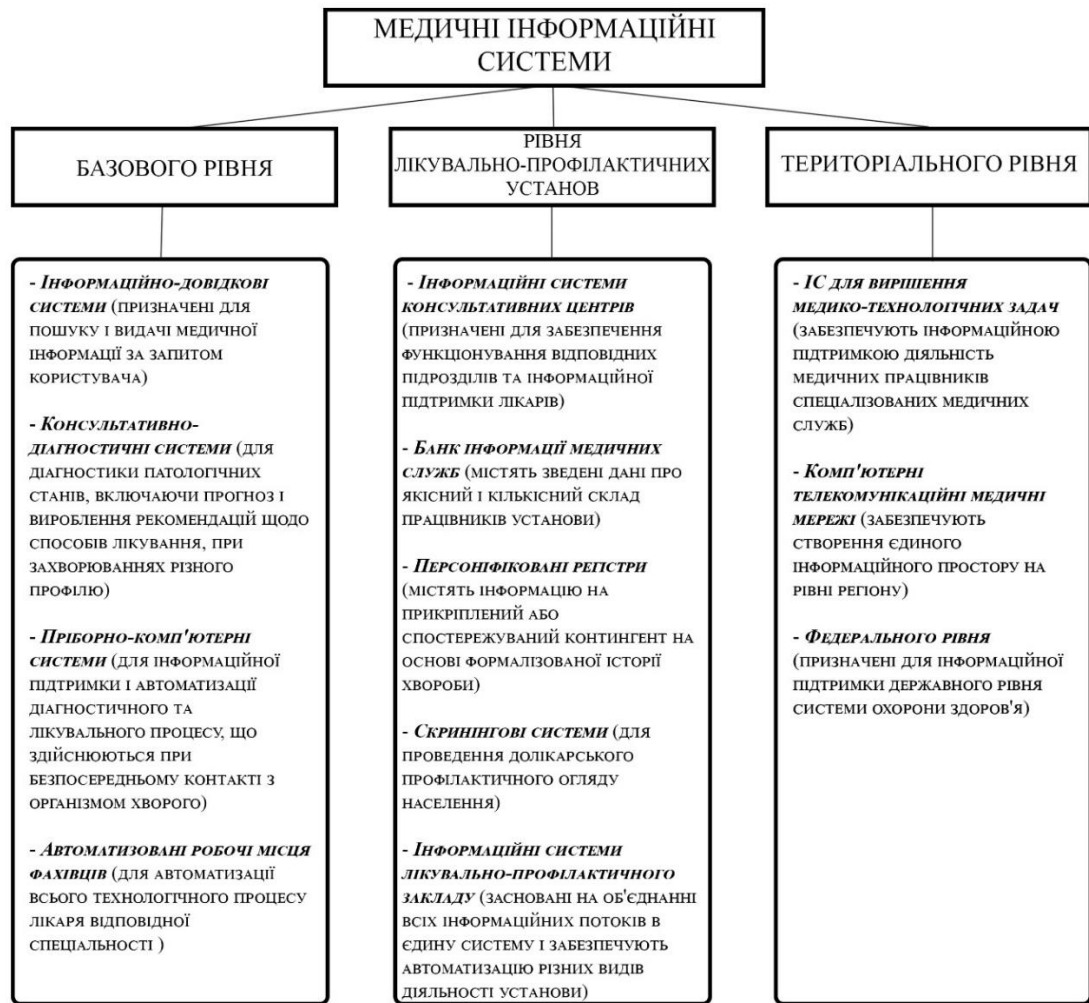 МЕДИЧНІ ІНФОРМАЦІЙНІ
СИСТЕМИ
БАЗОВОГО РІВНЯ
РІВНЯ
ЛІКУВАЛЬНО-ПРОФІЛАКТИЧНИХ
УСТАНОВ
ТЕРИТОРІАЛЬНОГО РІВНЯ
- ІНФОРМАЦІЙНО-ДОВІДКОВІ
СИСТЕМИ (ПРИЗНАЧЕНІ ДЛЯ
ПОШУКУ І ВИДАЧІ МЕДИЧНОЇ
ІНФОРМАЦІЇ ЗА ЗАПИТОМ
КОРИСТУВАЧА)
- КОНСУЛЬТАТИВНО-
ДІАГНОСТИЧНІ СИСТЕМИ (ДЛЯ
ДІАГНОСТИКИ ПАТОЛОГІЧНИХ
СТАНІВ, ВКЛЮЧАЮЧИ ПРОГНОЗ І
ВИРОБЛЕННЯ РЕКОМЕНДАЦІЙ ЩОДО
СПОСОБІВ ЛІКУВАННЯ, ПРИ
ЗАХВОРЮВАННЯХ РІЗНОГО
ПРОФІЛЮ)
- ПРІБОРНО-КОМП'ЮТЕРНІ
СИСТЕМИ (ДЛЯ ІНФОРМАЦІЙНОЇ
ПІДТРИМКИ І АВТОМАТИЗАЦІЇ
ДІАГНОСТИЧНОГО ТА
ЛІКУВАЛЬНОГО ПРОЦЕСУ, ЩО
ЗДІЙСНЮЮТЬСЯ ПРИ
БЕЗПОСЕРЕДНЬОМУ КОНТАКТІ З
ОРГАНІЗМОМ ХВОРОГО)
- АВТОМАТИЗОВАНІ РОБОЧІ МІСЦЯ
ФАХІВЦІВ (ДЛЯ АВТОМАТИЗАЦІЇ
ВСЬОГО ТЕХНОЛОГІЧНОГО ПРОЦЕСУ
ЛІКАРЯ ВІДПОВІДНОЇ
СПЕЦІАЛЬНОСТІ )
- ІНФОРМАЦІЙНІ СИСТЕМИ
КОНСУЛЬТАТИВНИХ ЦЕНТРІВ
(ПРИЗНАЧЕНІ ДЛЯ ЗАБЕЗПЕЧЕННЯ
ФУНКЦІОНУВАННЯ ВІДПОВІДНИХ
ПІДРОЗДІЛІВ ТА ІНФОРМАЦІЙНОЇ
ПІДТРИМКИ ЛІКАРІВ)
- БАНК ІНФОРМАЦІЇ МЕДИЧНИХ
СЛУЖБ (МІСТЯТЬ ЗВЕДЕНІ ДАНІ ПРО
ЯКІСНИЙ І КІЛЬКІСНИЙ СКЛАД
ПРАЦІВНИКІВ УСТАНОВИ)
- ПЕРСОНІФІКОВАНІ РЕГІСТРИ
(МІСТЯТЬ ІНФОРМАЦІЮ НА
ПРИКРІПЛЕНИЙ АБО
СПОСТЕРЕЖУВАНИЙ КОНТИНГЕНТ НА
ОСНОВІ ФОРМАЛІЗОВАНОЇ ІСТОРІЇ
ХВОРОБИ)
- СКРИНІНГОВІ СИСТЕМИ (ДЛЯ
ПРОВЕДЕННЯ ДОЛІКАРСЬКОГО
ПРОФІЛАКТИЧНОГО ОГЛЯДУ
НАСЕЛЕННЯ)
- ІНФОРМАЦІЙНІ СИСТЕМИ
ЛІКУВАЛЬНО-ПРОФІЛАКТИЧНОГО
ЗАКЛАДУ (ЗАСНОВАНІ НА ОБ'ЄДНАННІ
ВСІХ ІНФОРМАЦІЙНИХ ПОТОКІВ В
ЄДИНУ СИСТЕМУ І ЗАБЕЗПЕЧУЮТЬ
АВТОМАТИЗАЦІЮ РІЗНИХ ВИДІВ
ДІЯЛЬНОСТІ УСТАНОВИ)
- ІС ДЛЯ ВИРІШЕННЯ
МЕДИКО-ТЕХНОЛОГІЧНИХ ЗАДАЧ
(ЗАБЕЗПЕЧУЮТЬ ІНФОРМАЦІЙНОЮ
ПІДТРИМКОЮ ДІЯЛЬНІСТЬ
МЕДИЧНИХ ПРАЦІВНИКІВ
СПЕЦІАЛІЗОВАНИХ МЕДИЧНИХ
СЛУЖБ)
- КОМП'ЮТЕРНІ
ТЕЛЕКОМУНІКАЦІЙНІ МЕДИЧНІ
МЕРЕЖІ (ЗАБЕЗПЕЧУЮТЬ
СТВОРЕННЯ ЄДИНОГО
ІНФОРМАЦІЙНОГО ПРОСТОРУ НА
РІВНІ РЕГІОНУ)
- ФЕДЕРАЛЬНОГО РІВНЯ
(ПРИЗНАЧЕНІ ДЛЯ ІНФОРМАЦІЙНОЇ
ПІДТРИМКИ ДЕРЖАВНОГО РІВНЯ
СИСТЕМИ ОХОРОНИ ЗДОРОВ'Я)